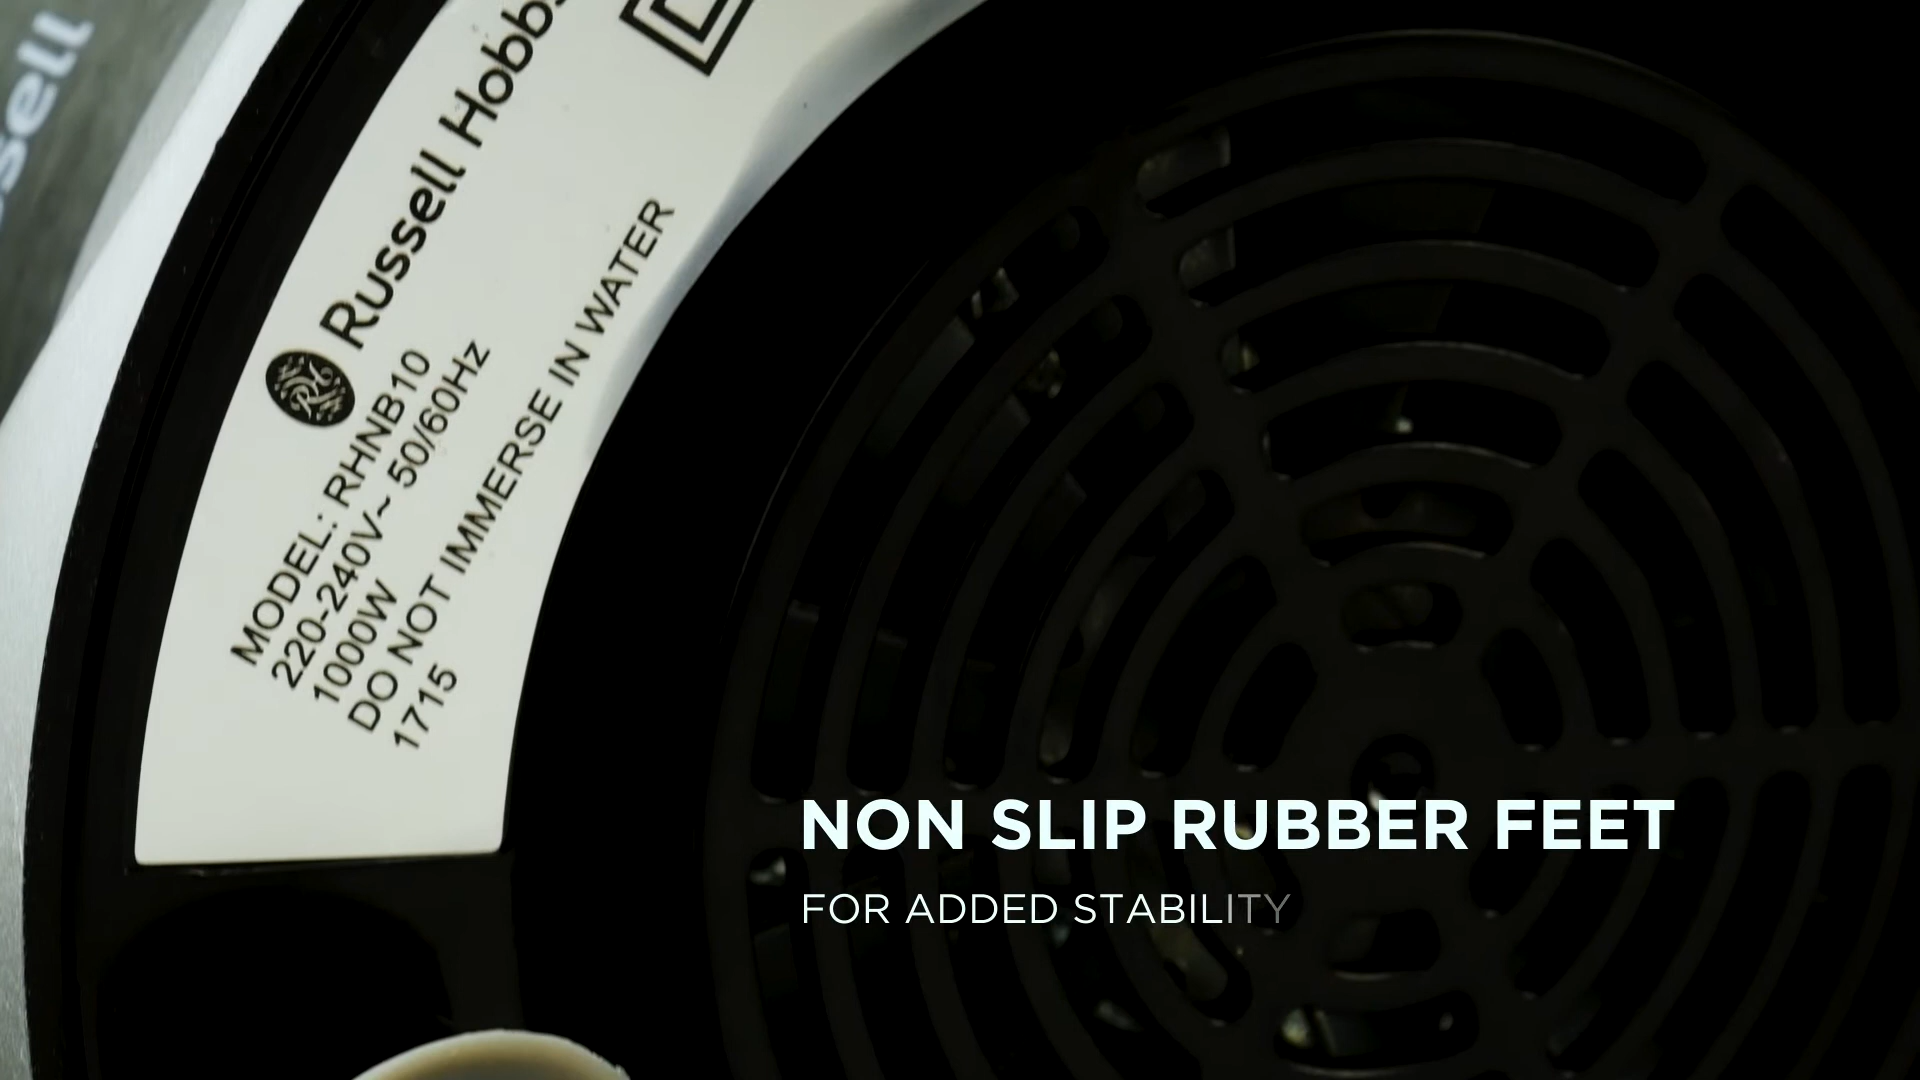 ssell
Russell Hobbs
MODEL: RHNB10
220-240V~ 50/60Hz
1000W
DO NOT IMMERSE IN WATER
1715
NON SLIP RUBBER FEET
FOR ADDED STABILITY